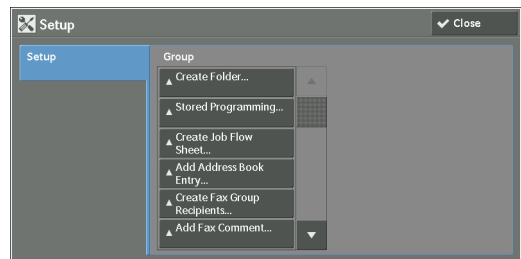 Setup
Close
Setup
Group
Create Folder...
Stored Programming...
Create Job Flow
Sheet...
Add Address Book
Entry...
Create Fax Group
Recipients...
Add Fax Comment...